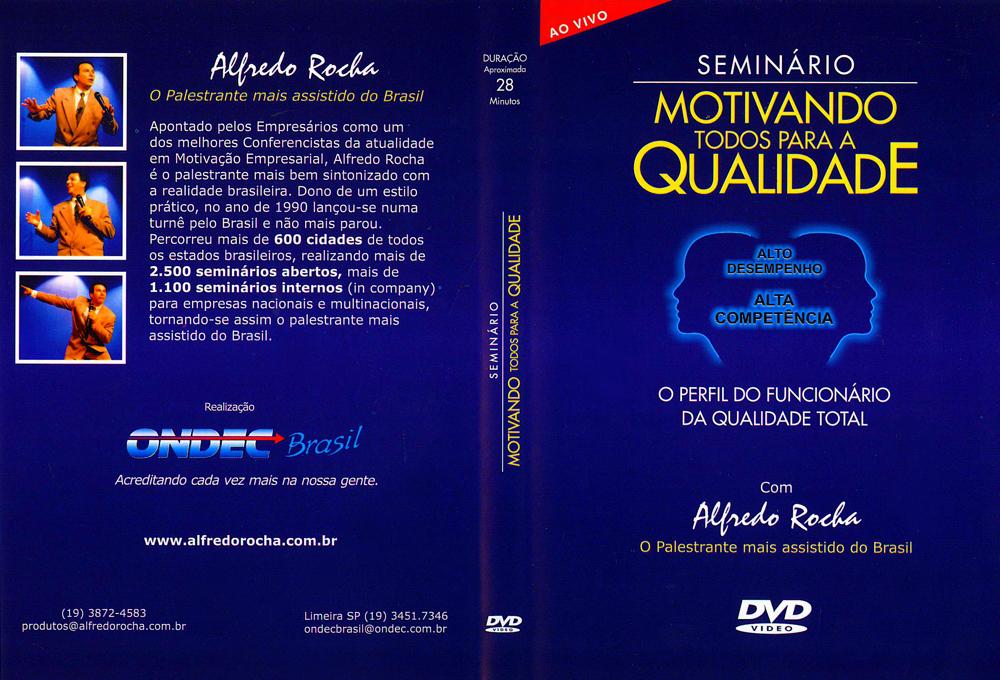 Alfredo Rocha
O Palestrante mais assistido do Brasil
Apontado pelos Empresários como um
dos melhores Conferencistas da atualidade
em Motivação Empresarial, Alfredo Rocha
é o palestrante mais bem sintonizado com
a realidade brasileira. Dono de um estilo
prático, no ano de 1990 lançou-se numa
turnê pelo Brasil e não mais parou.
Percorreu mais de 600 cidades de todos
os estados brasileiros, realizando mais de
2.500 seminários abertos, mais de
1.100 seminários internos (in company)
para empresas nacionais e multinacionais,
tornando-se assim o palestrante mais
assistido do Brasil.
Realização
ONDEC Brasil
Acreditando cada vez mais na nossa gente.
www.alfredorocha.com.br
(19) 3872-4583
produtos@alfredorocha.com.br
Limeira SP (19) 3451.7346
ondecbrasil@ondec.com.br
DURAÇÃO
Aproximada
28
Minutos
SEMINÁRIO
MOTIVANDO TODOS PARA A QUALIDADE
DVD
VIDEO
AO VIVO
SEMINÁRIO
MOTIVANDO
TODOS PARA A
QUALIDADE
ALTO
DESEMPENHO
ALTA
COMPETÊNCIA
O PERFIL DO FUNCIONÁRIO
DA QUALIDADE TOTAL
Com
Alfredo Rocha
O Palestrante mais assistido do Brasil
DVD
VIDEO